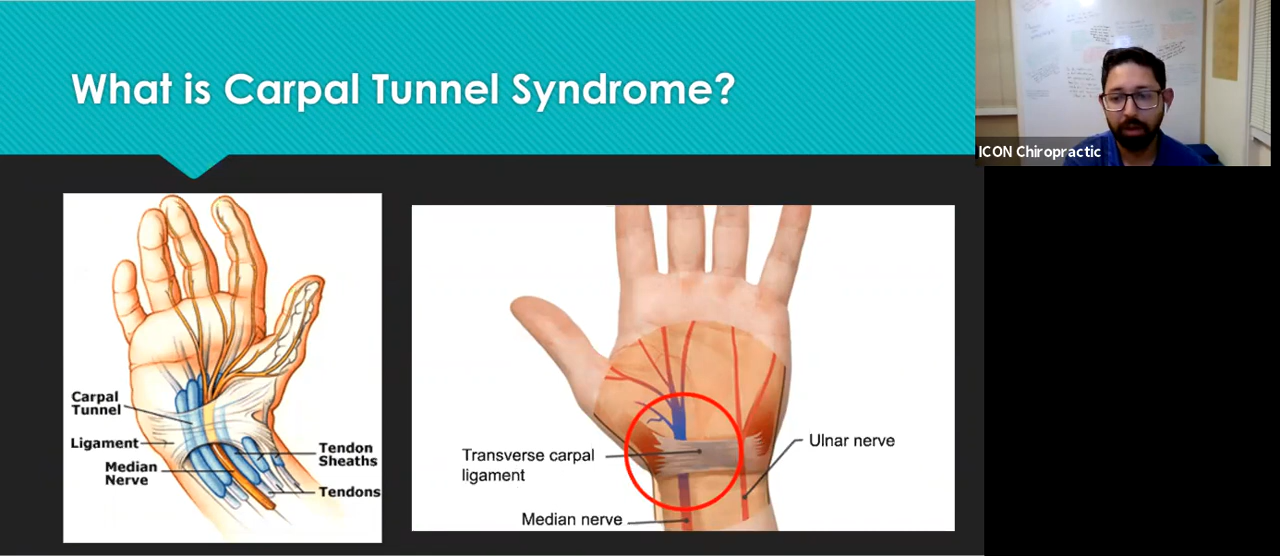 What is Carpal Tunnel Syndrome?
ICON Chiropractic
Carpal
Tunnel
Ligament
Median
Nerve
Tendon
Sheaths
Tendons
Transverse carpal
ligament
Median nerve
Ulnar nerve